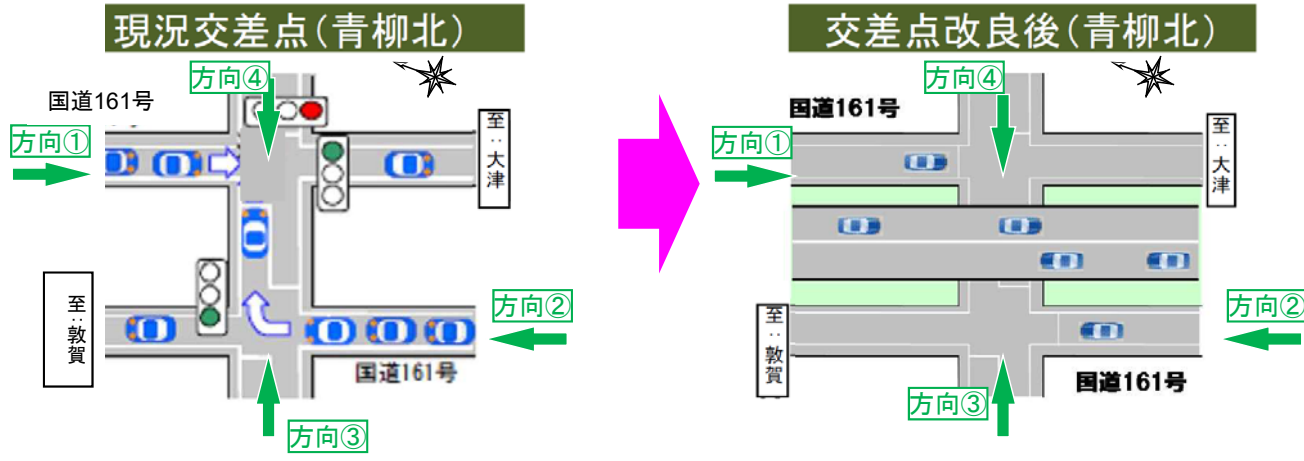 現況交差点(青柳北)
方向④
国道161号
方向①
至：大津
方向②
至：敦賀
国道161号
方向③
交差点改良後(青柳北)
方向④
国道161号
方向①
至：大津
方向②
至：敦賀
国道161号
方向③